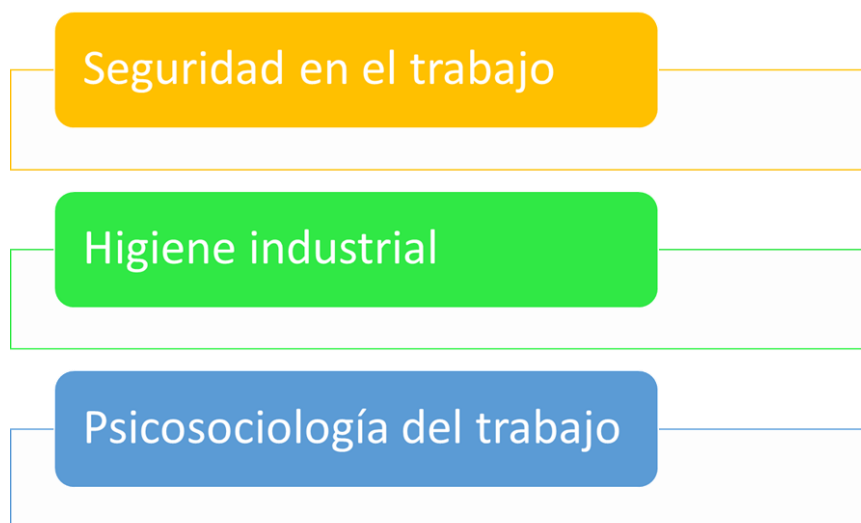 Seguridad en el trabajo
Higiene industrial
Psicosociología del trabajo